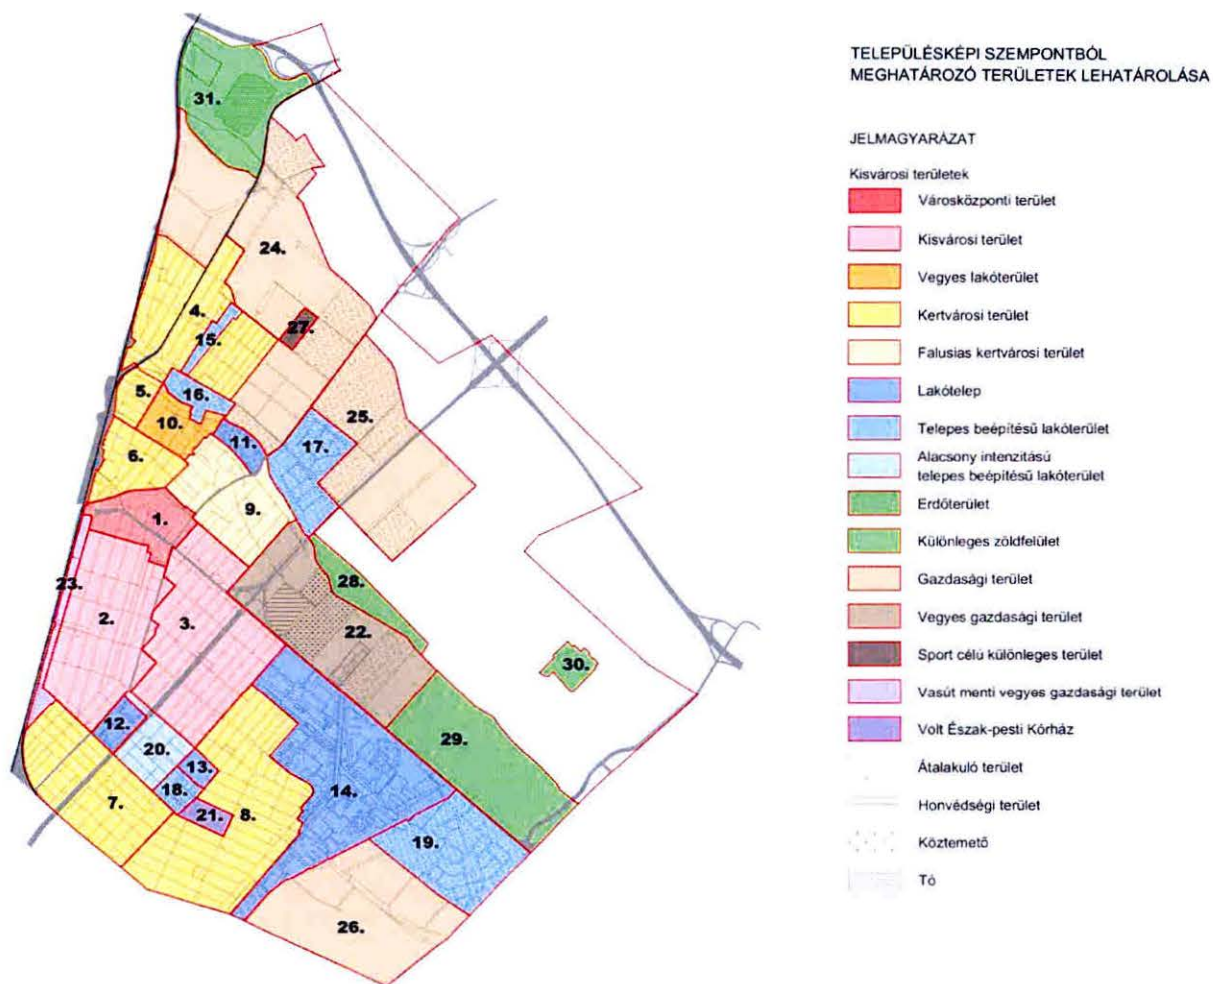 TELEPÜLÉSKÉPI SZEMPONTBÓL
MEGHATÁROZÓ TERÜLETEK LEHATÁROLÁSA
JELMAGYARÁZAT
Kisvárosi területek
Városközponti terület
Kisvárosi terület
Vegyes lakóterület
Kertvárosi terület
Falusias kertvárosi terület
Lakótelep
Telepes beépítésű lakóterület
Alacsony intenzitású
telepes beépítésű lakóterület
Erdőterület
Különleges zöldfelület
Gazdasági terület
Vegyes gazdasági terület
Sport célú különleges terület
Vasút menti vegyes gazdasági terület
Volt Észak-pesti Kórház
Átalakuló terület
Honvédségi terület
Köztemető
Tó
31.
24.
4.
27.
15.
5.
16.
10.
11.
17.
25.
6.
9.
1.
28.
23.
2.
3.
22.
30.
12.
20.
13.
29.
18.
14.
7.
21.
8.
19.
26.